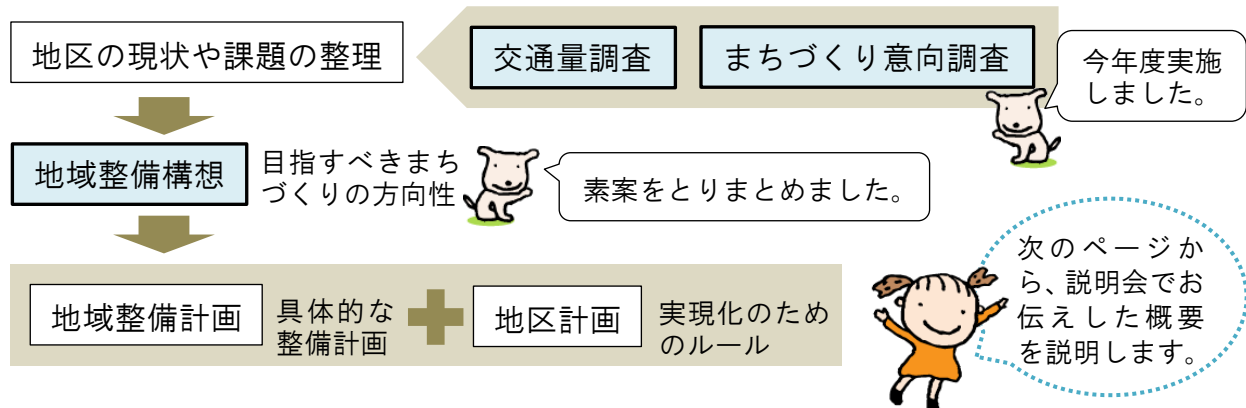 地区の現状や課題の整理
交通量調査
まちづくり意向調査
今年度実施
しました。
地域整備構想
目指すべきまち
づくりの方向性
素案をとりまとめました。
地域整備計画
具体的な
整備計画
地区計画
実現化のため
のルール
次のページか
ら、説明会でお
伝えした概要
を説明します。